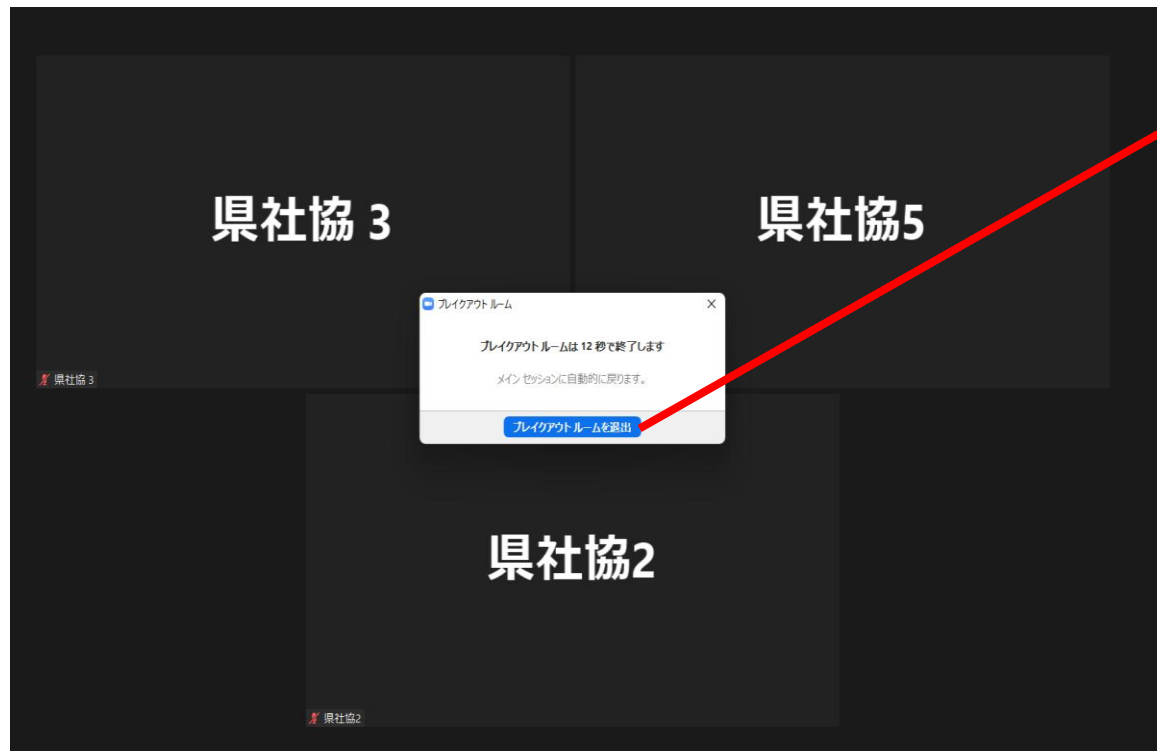 県社協 3
県社協5
ブレイクアウト ルーム
ブレイクアウト ルームは 12 秒で終了します
メイン セッションに自動的に戻ります。
ブレイクアウト ルームを退出
県社協 3
県社協2
県社協2